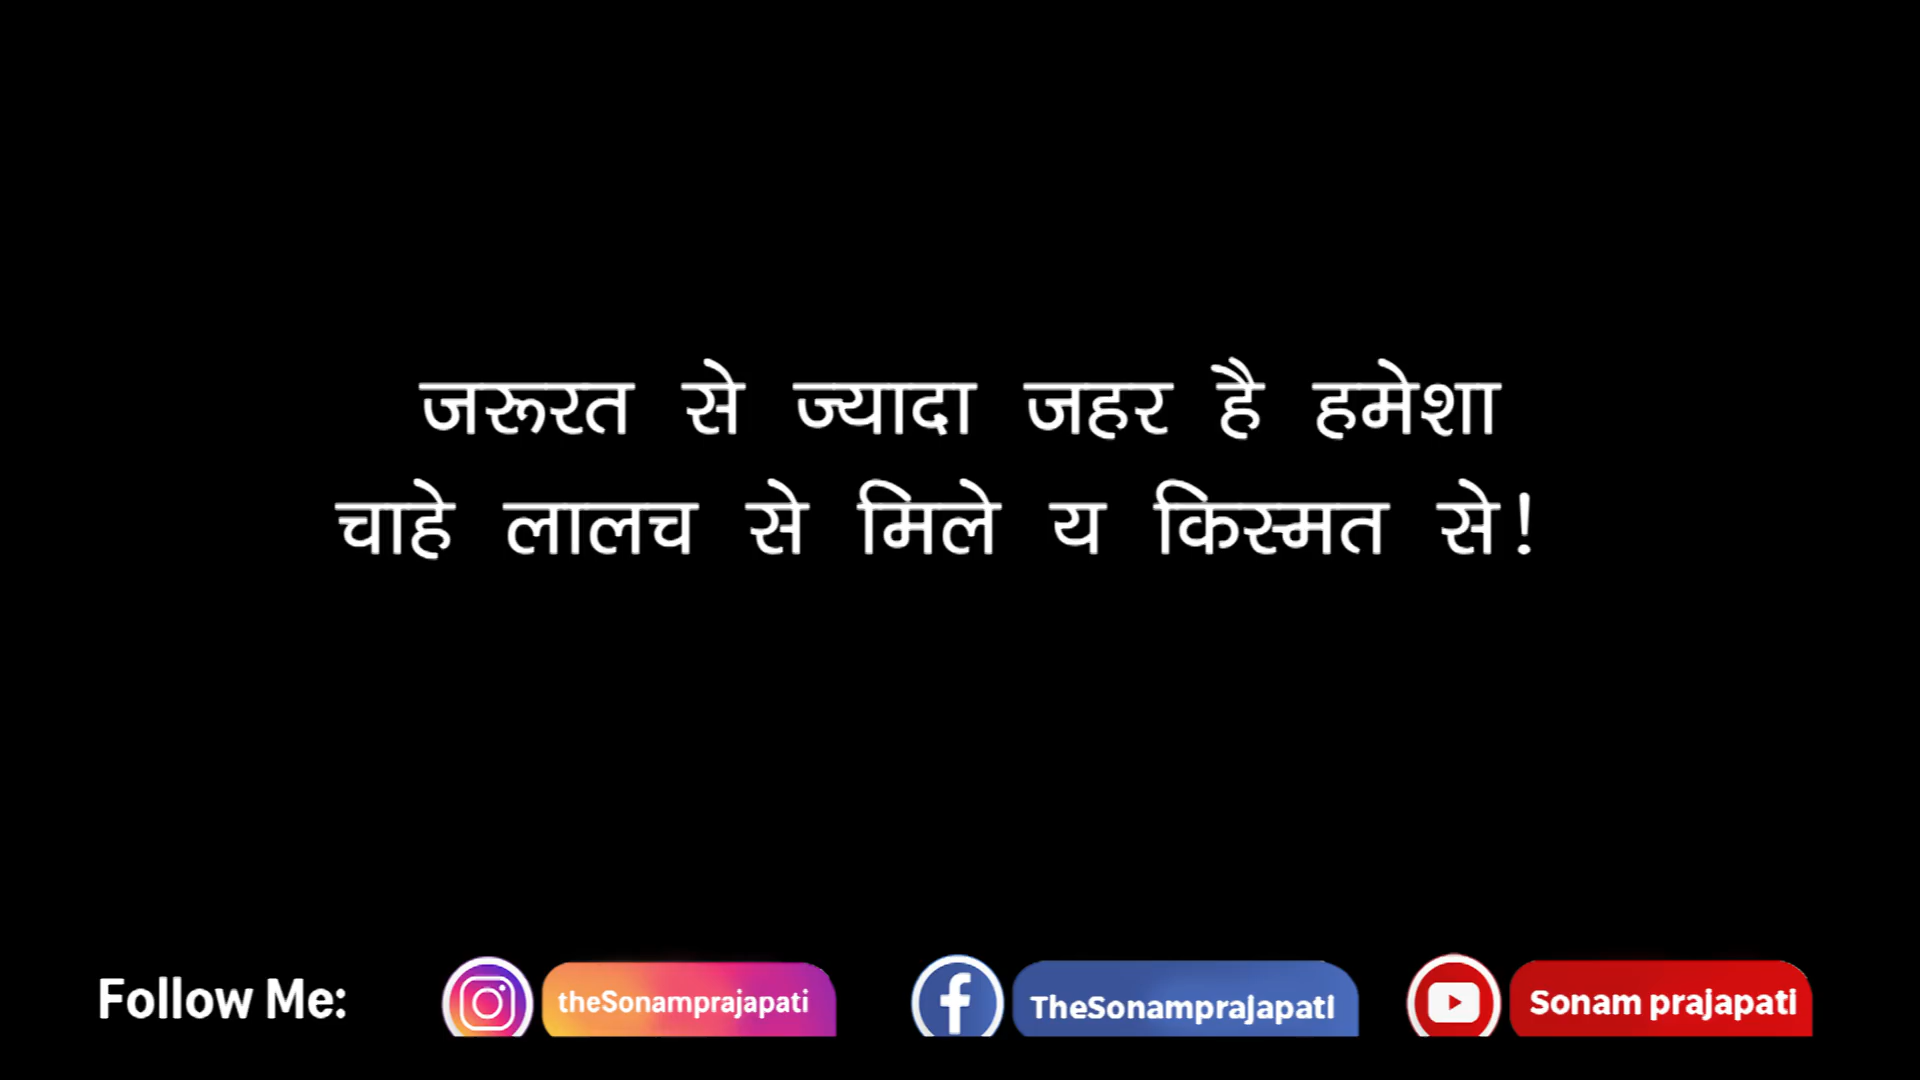 जरूरत से ज्यादा जहर है हमेशा
चाहे लालच से मिले य किस्मत से!
Follow Me: theSonamprajapati TheSonamprajapati Sonam prajapati